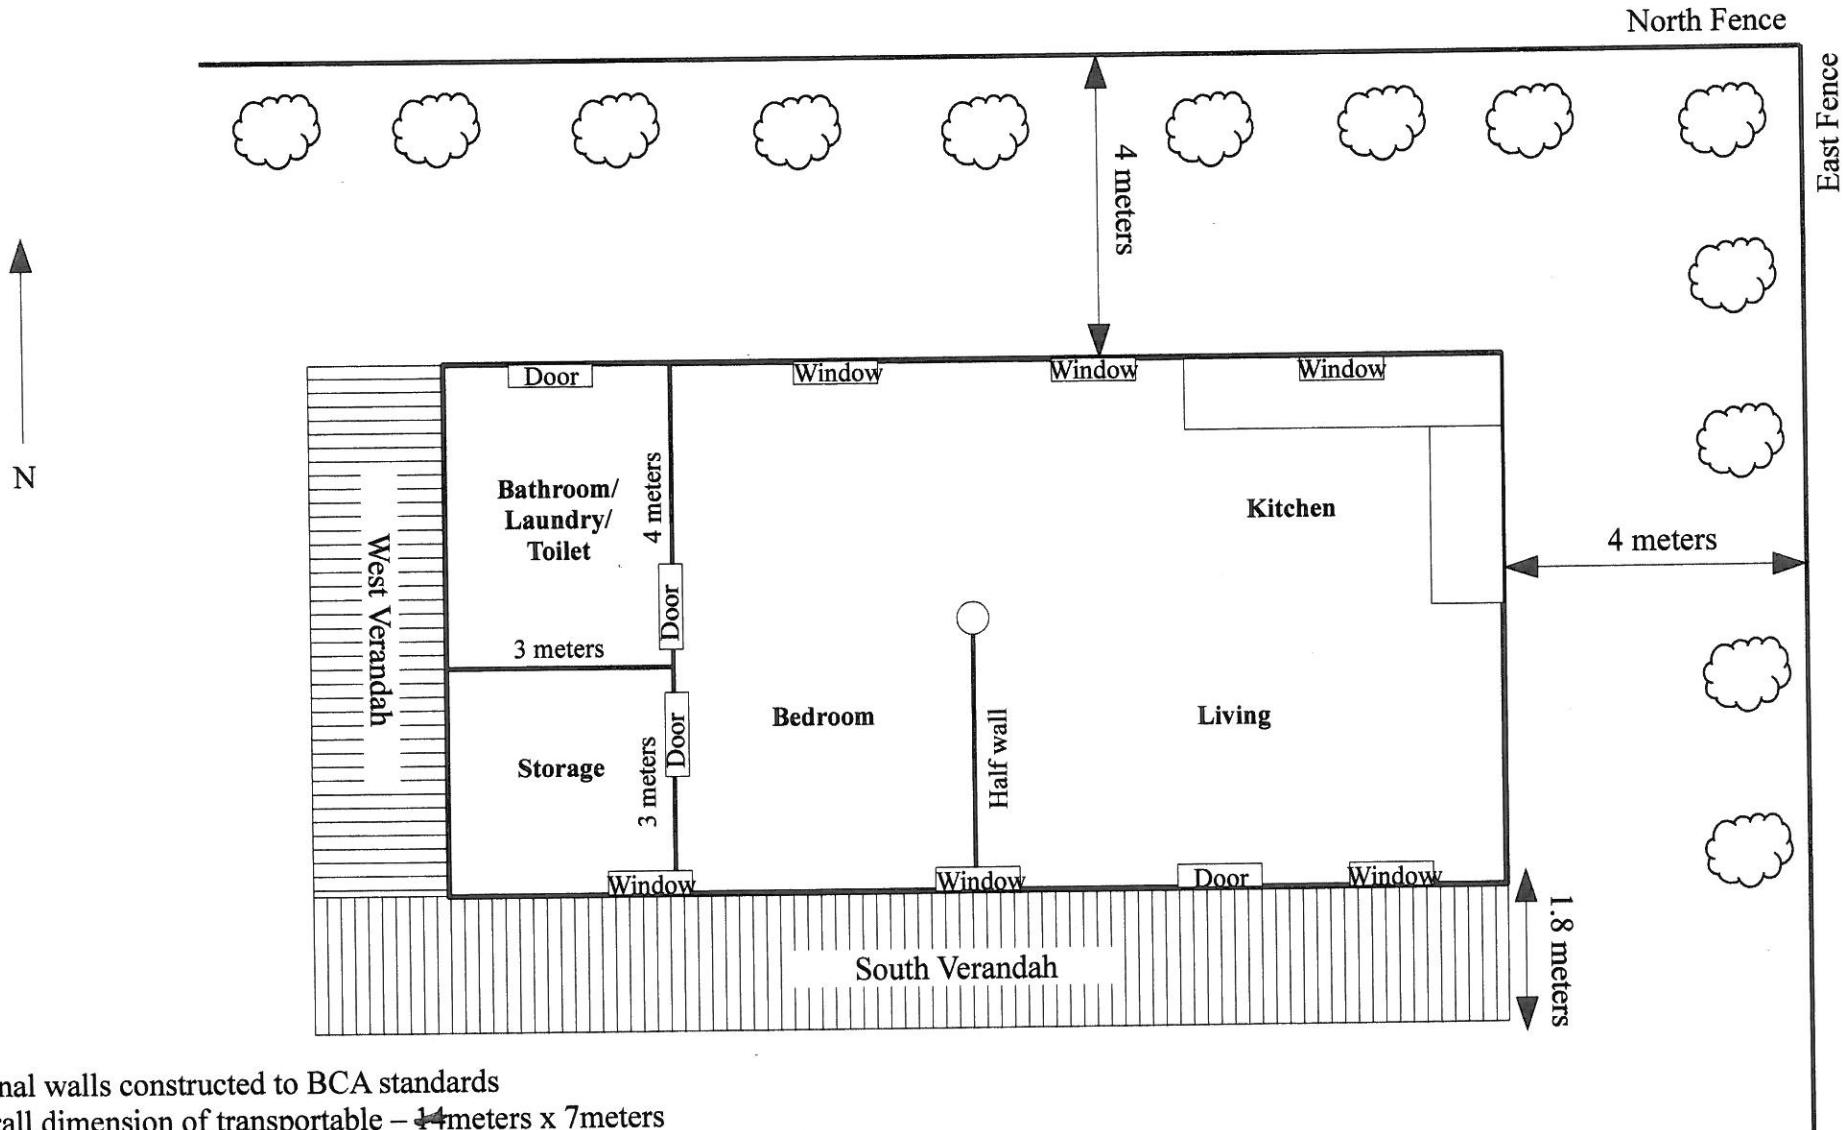 North Fence
East Fence
4 meters
N
Door
Window
Window
Window
Bathroom/
Laundry/
Toilet
4 meters
Kitchen
4 meters
West Verandah
Door
3 meters
Bedroom
Living
Half wall
Storage
3 meters
Door
Window
Window
Door
Window
South Verandah
1.8 meters
nal walls constructed to BCA standards
all dimension of transportable – 14meters x 7meters